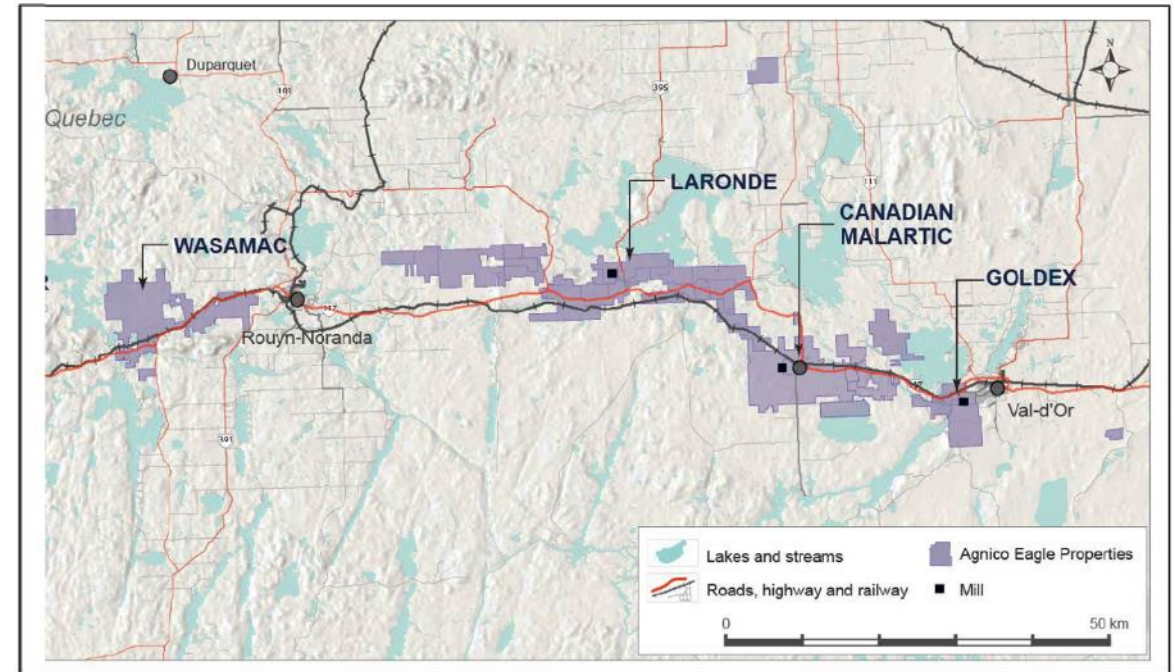 N
Duparquet
101
395
Quebec
LARONDE
111
CANADIAN
MALARTIC
WASAMAC
GOLDEX
R
117
Rouyn-Noranda
Val-d'Or
391
Lakes and streams
Agnico Eagle Properties
Roads, highway and railway
Mill
0
50 km